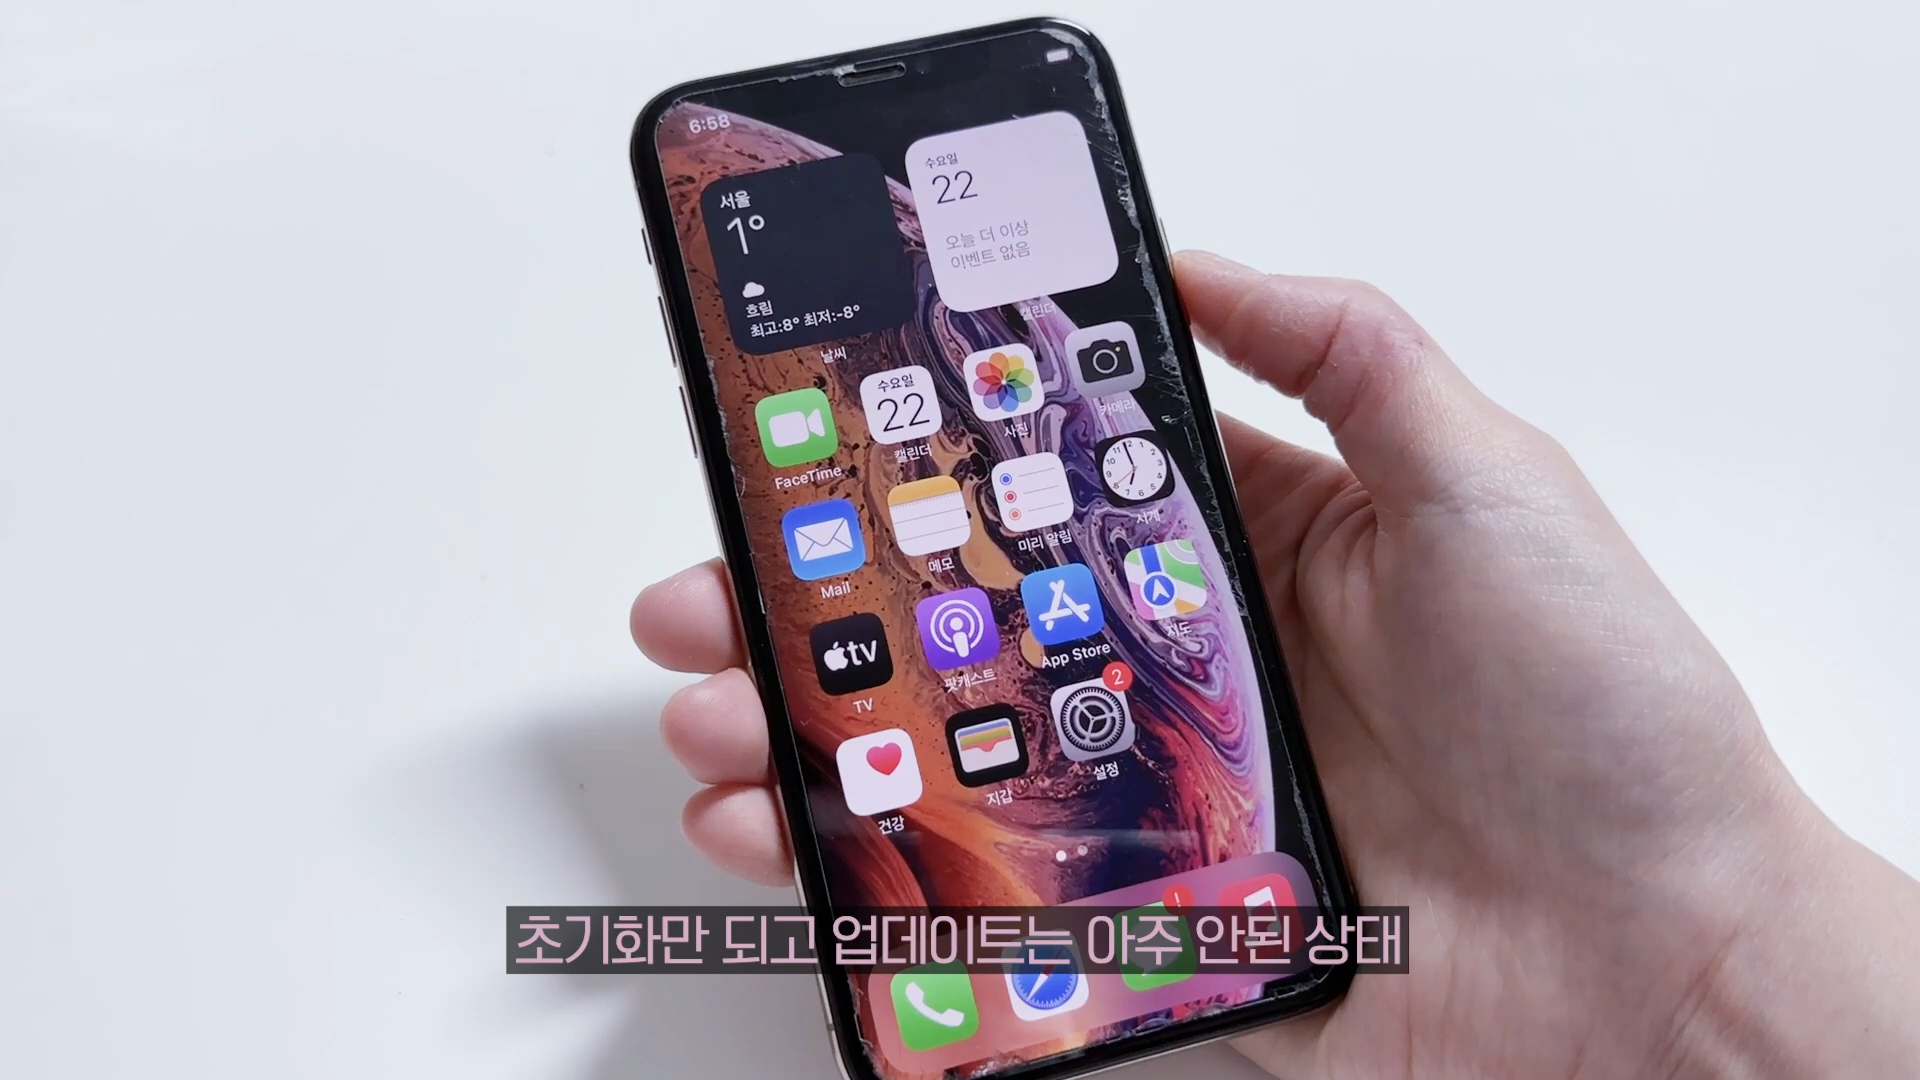 6:58
서울
1°
흐림
최고:8° 최저:-8°
날씨
수요일
22
오늘 더 이상
이벤트 없음
캘린더
FaceTime
수요일
22
캘린더
사진
카메라
Mail
메모
미리 알림
시계
tv
TV
팟캐스트
App Store
지도
건강
지갑
2
설정
!
초기화만 되고 업데이트는 아주 안된 상태